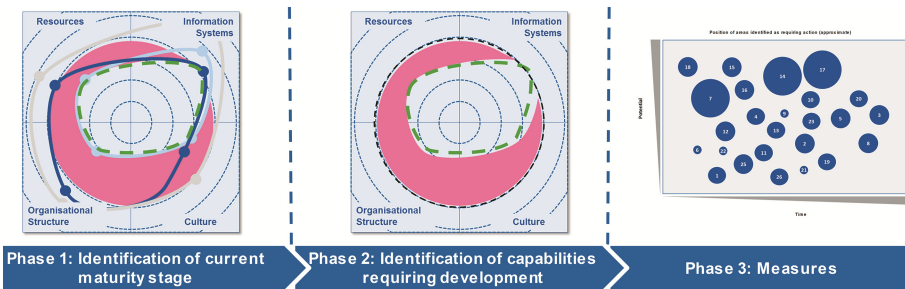 Resources
Information
Systems
Organisational
Structure
Culture
Resources
Information
Systems
Organisational
Structure
Culture
Position of areas identified as requiring action (approximate)
Potential
18
15
14
17
7
16
10
20
4
9
23
5
3
12
13
2
8
6
22
11
25
19
21
1
26
Time
Phase 1: Identification of current
maturity stage
Phase 2: Identification of capabilities
requiring development
Phase 3: Measures